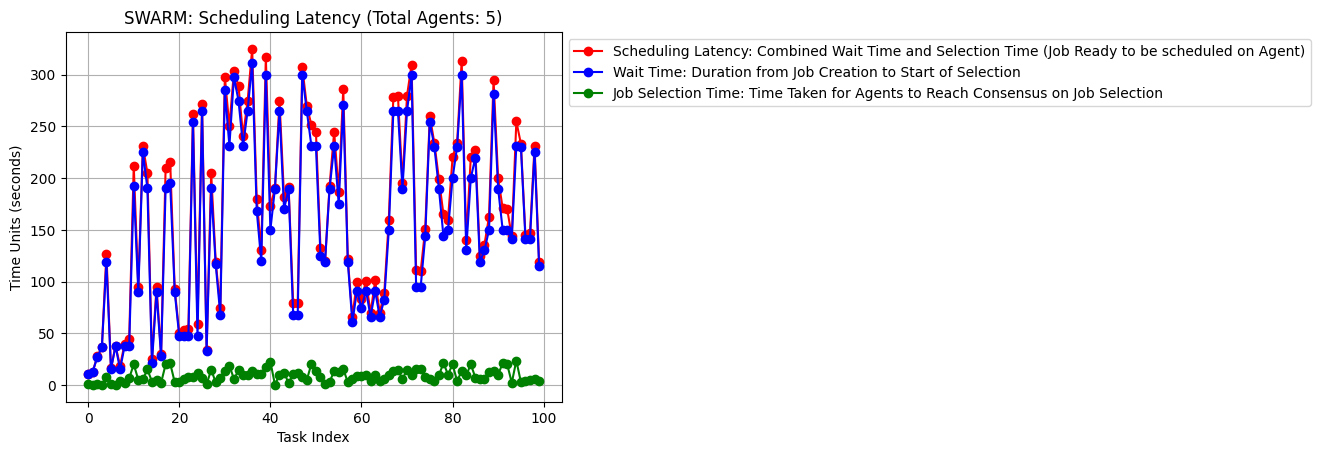 SWARM: Scheduling Latency (Total Agents: 5)
Scheduling Latency: Combined Wait Time and Selection Time (Job Ready to be scheduled on Agent)
Wait Time: Duration from Job Creation to Start of Selection
Job Selection Time: Time Taken for Agents to Reach Consensus on Job Selection
Time Units (seconds)
300
250
200
150
100
50
0
0 20 40 60 80 100
Task Index